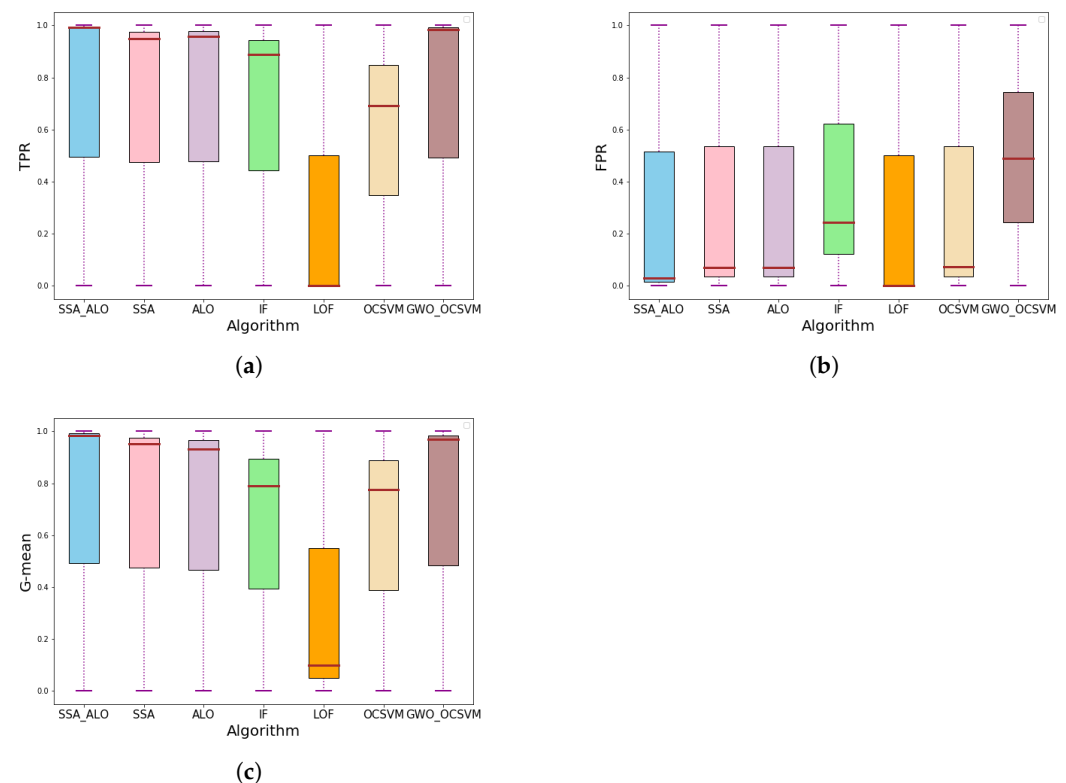 1.0
0.8
0.6
0.4
0.2
0.0
TPR
SSA_ALO SSA ALO IF LOF OCSVM GWO_OCSVM
Algorithm
(a)
1.0
0.8
0.6
0.4
0.2
0.0
FPR
SSA_ALO SSA ALO IF LOF OCSVM GWO_OCSVM
Algorithm
(b)
1.0
0.8
0.6
0.4
0.2
0.0
G-mean
SSA_ALO SSA ALO IF LOF OCSVM GWO_OCSVM
Algorithm
(c)